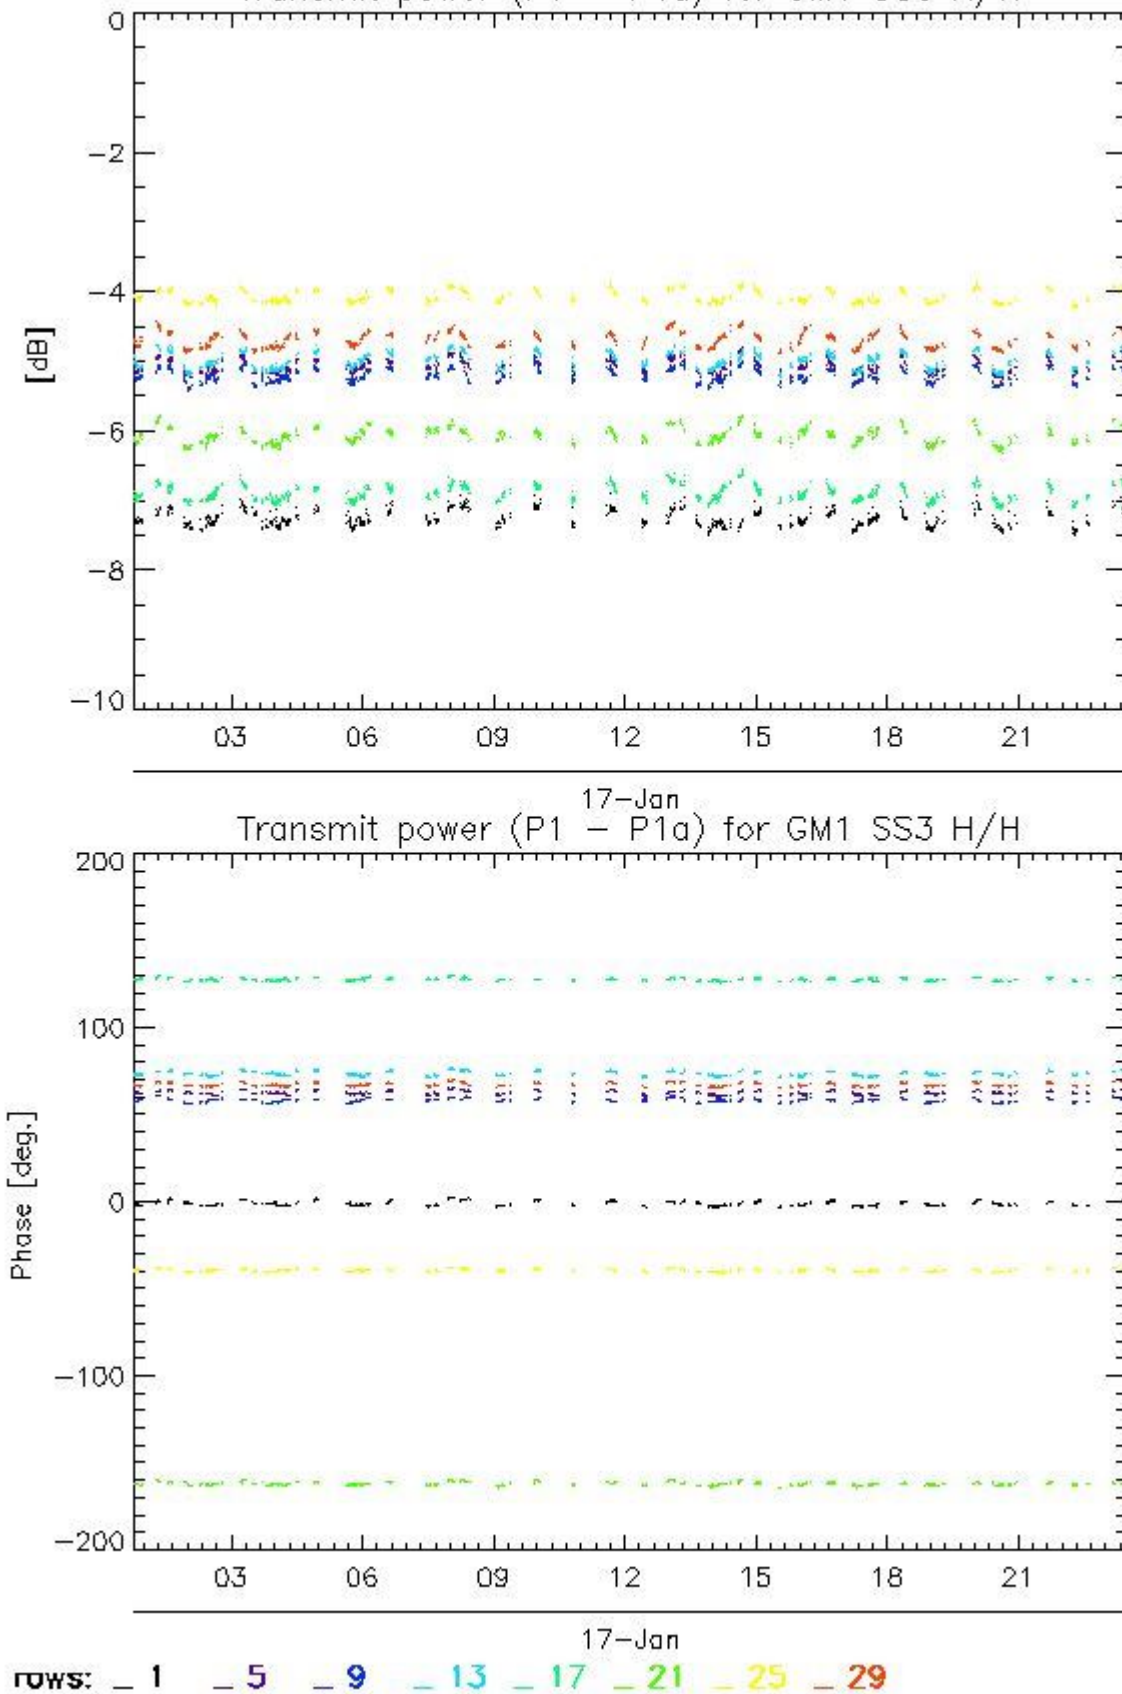 0
-2
-4
[dB]
-6
-8
-10
03 06 09 12 15 18 21
17-Jan
Transmit power (P1 - P1a) for GM1 SS3 H/H
200
100
Phase [deg.]
0
-100
-200
03 06 09 12 15 18 21
17-Jan
rows: _ 1 _ 5 _ 9 _ 13 _ 17 _ 21 _ 25 _ 29